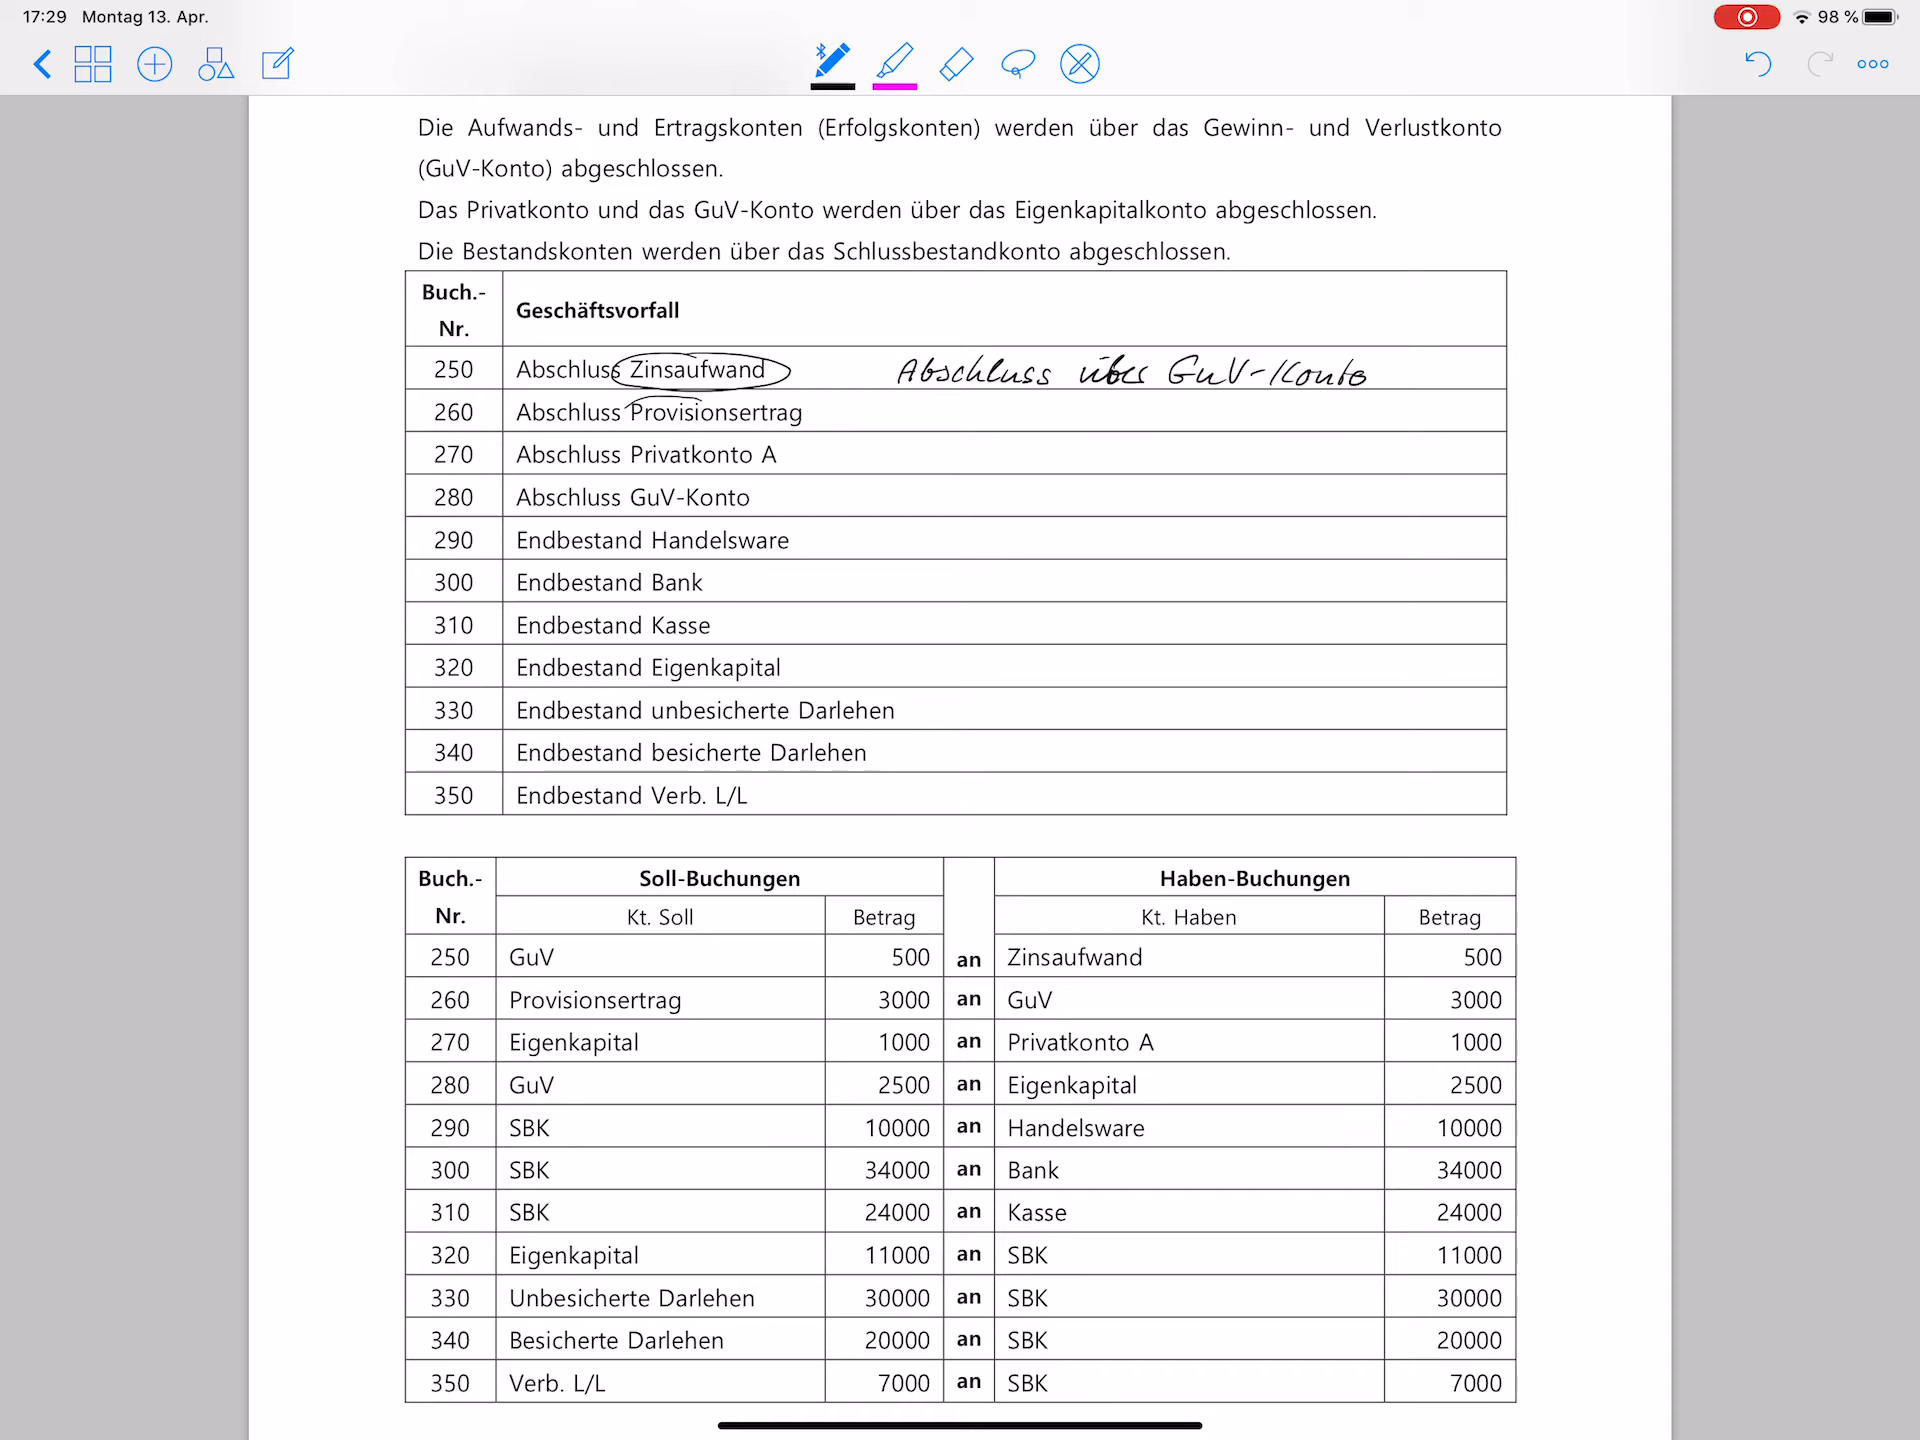 17:29 Montag 13. Apr. 98 %
Die Aufwands- und Ertragskonten (Erfolgskonten) werden über das Gewinn- und Verlustkonto
(GuV-Konto) abgeschlossen.
Das Privatkonto und das GuV-Konto werden über das Eigenkapitalkonto abgeschlossen.
Die Bestandskonten werden über das Schlussbestandkonto abgeschlossen.
Buch.-
Nr. Geschäftsvorfall
250 Abschluss Zinsaufwand Abschluss über GuV-Konto
260 Abschluss Provisionsertrag
270 Abschluss Privatkonto A
280 Abschluss GuV-Konto
290 Endbestand Handelsware
300 Endbestand Bank
310 Endbestand Kasse
320 Endbestand Eigenkapital
330 Endbestand unbesicherte Darlehen
340 Endbestand besicherte Darlehen
350 Endbestand Verb. L/L
Buch.- Soll-Buchungen Haben-Buchungen
Nr. Kt. Soll Betrag Kt. Haben Betrag
250 GuV 500 an Zinsaufwand 500
260 Provisionsertrag 3000 an GuV 3000
270 Eigenkapital 1000 an Privatkonto A 1000
280 GuV 2500 an Eigenkapital 2500
290 SBK 10000 an Handelsware 10000
300 SBK 34000 an Bank 34000
310 SBK 24000 an Kasse 24000
320 Eigenkapital 11000 an SBK 11000
330 Unbesicherte Darlehen 30000 an SBK 30000
340 Besicherte Darlehen 20000 an SBK 20000
350 Verb. L/L 7000 an SBK 7000